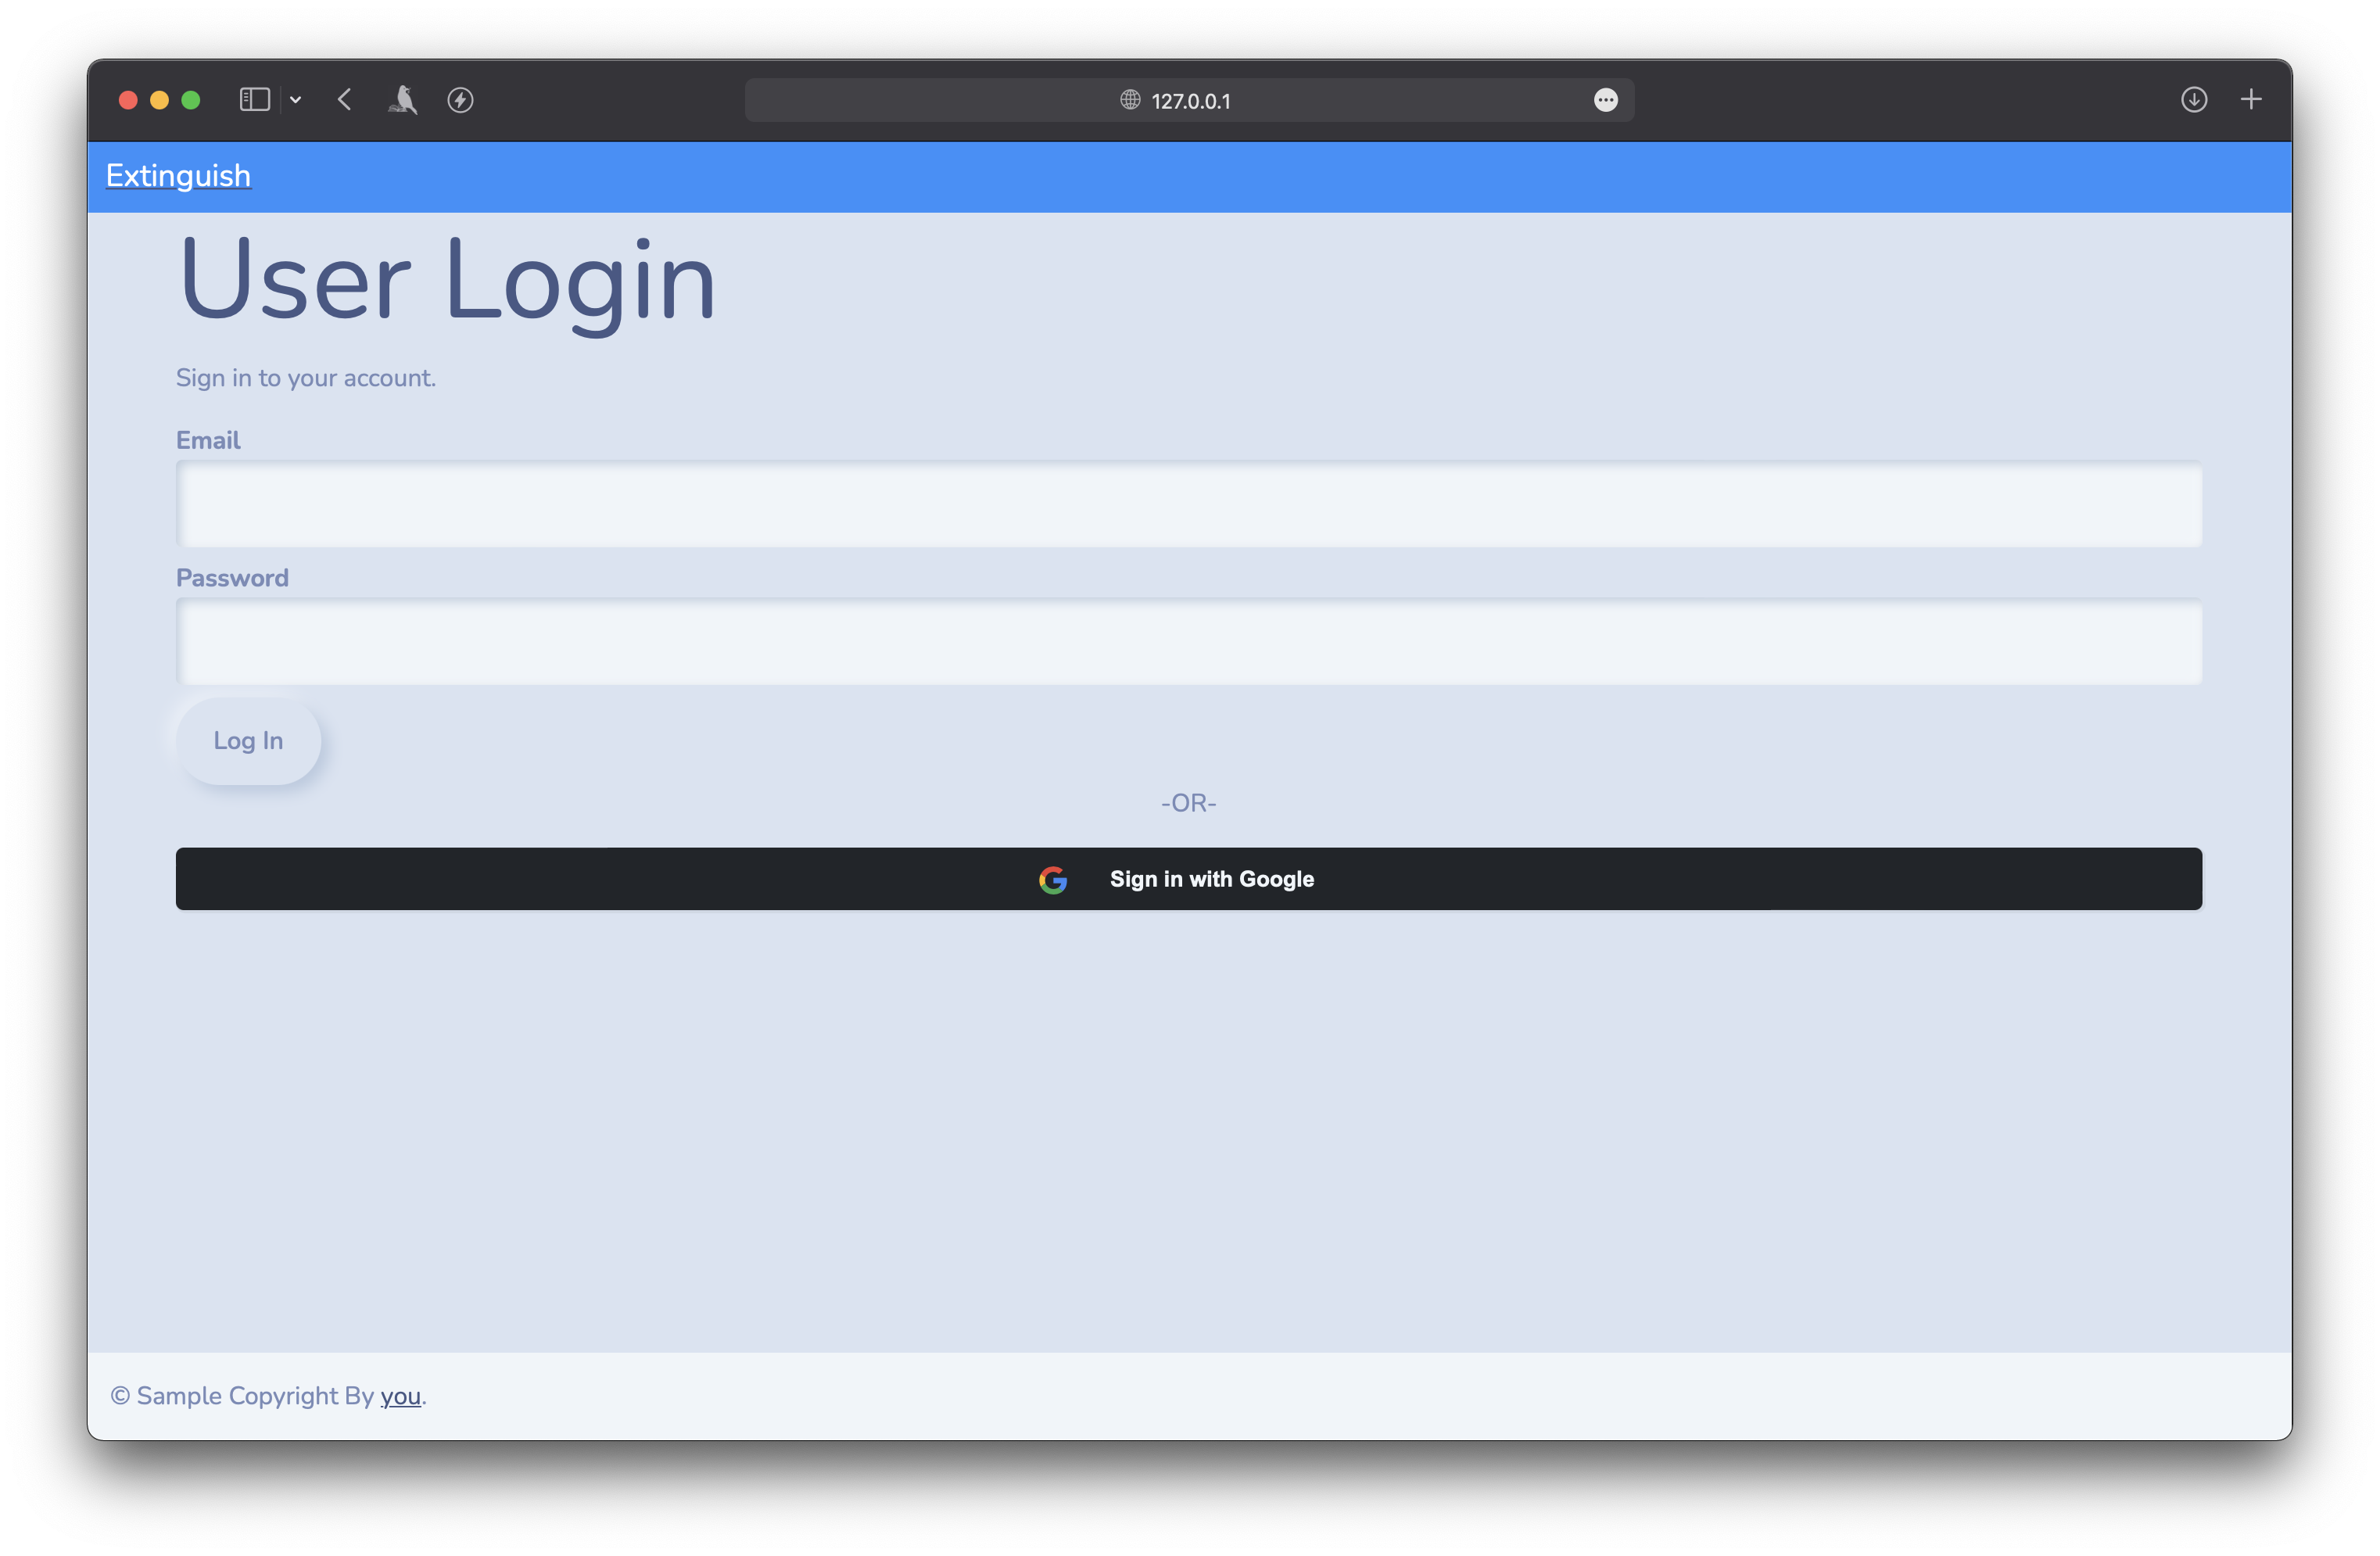 127.0.0.1
Extinguish
User Login
Sign in to your account.
Email
Password
Log In
-OR-
Sign in with Google
© Sample Copyright By you.